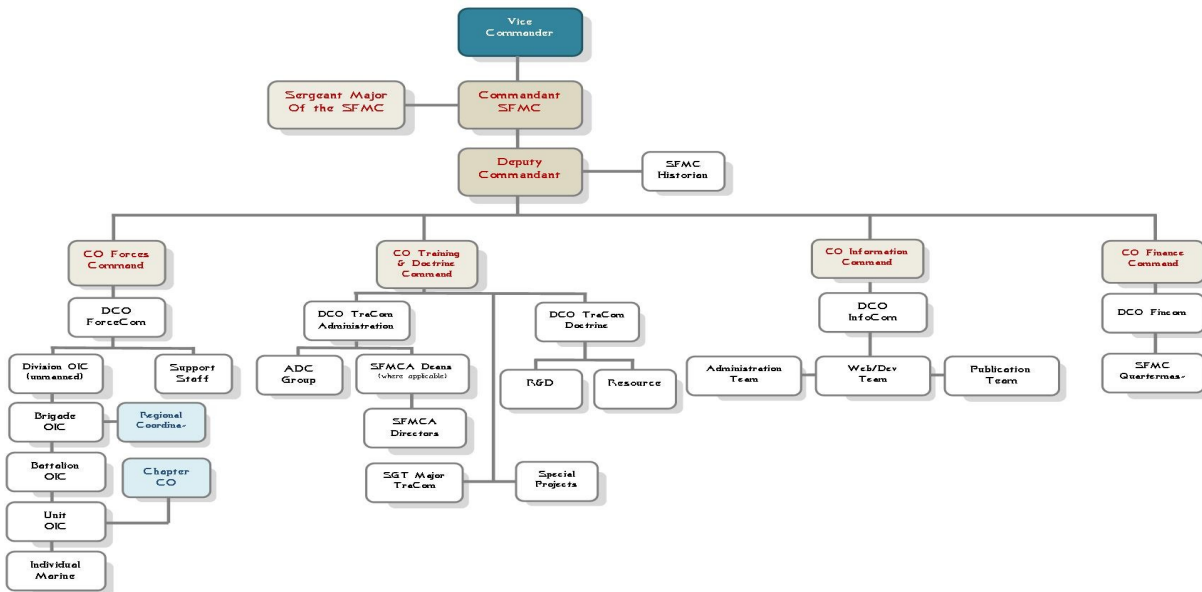 Vice
Commander
Sergeant Major
Of the SFMC
Commandant
SFMC
Deputy
Commandant
SFMC
Historian
CO Forces
Command
CO Training
& Doctrine
Command
CO Information
Command
CO Finance
Command
DCO
ForceCom
DCO TraCom
Administration
DCO TraCom
Doctrine
DCO
InfoCom
DCO Fincom
Division OIC
(unmanned)
Support
Staff
ADC
Group
SFMCA Deans
(where applicable)
R&D
Resource
Administration
Team
Web/Dev
Team
Publication
Team
SFMC
Quartermas-
Brigade
OIC
Regional
Coordina-
SFMCA
Directors
Battalion
OIC
Chapter
CO
SGT Major
TraCom
Special
Projects
Unit
OIC
Individual
Marine